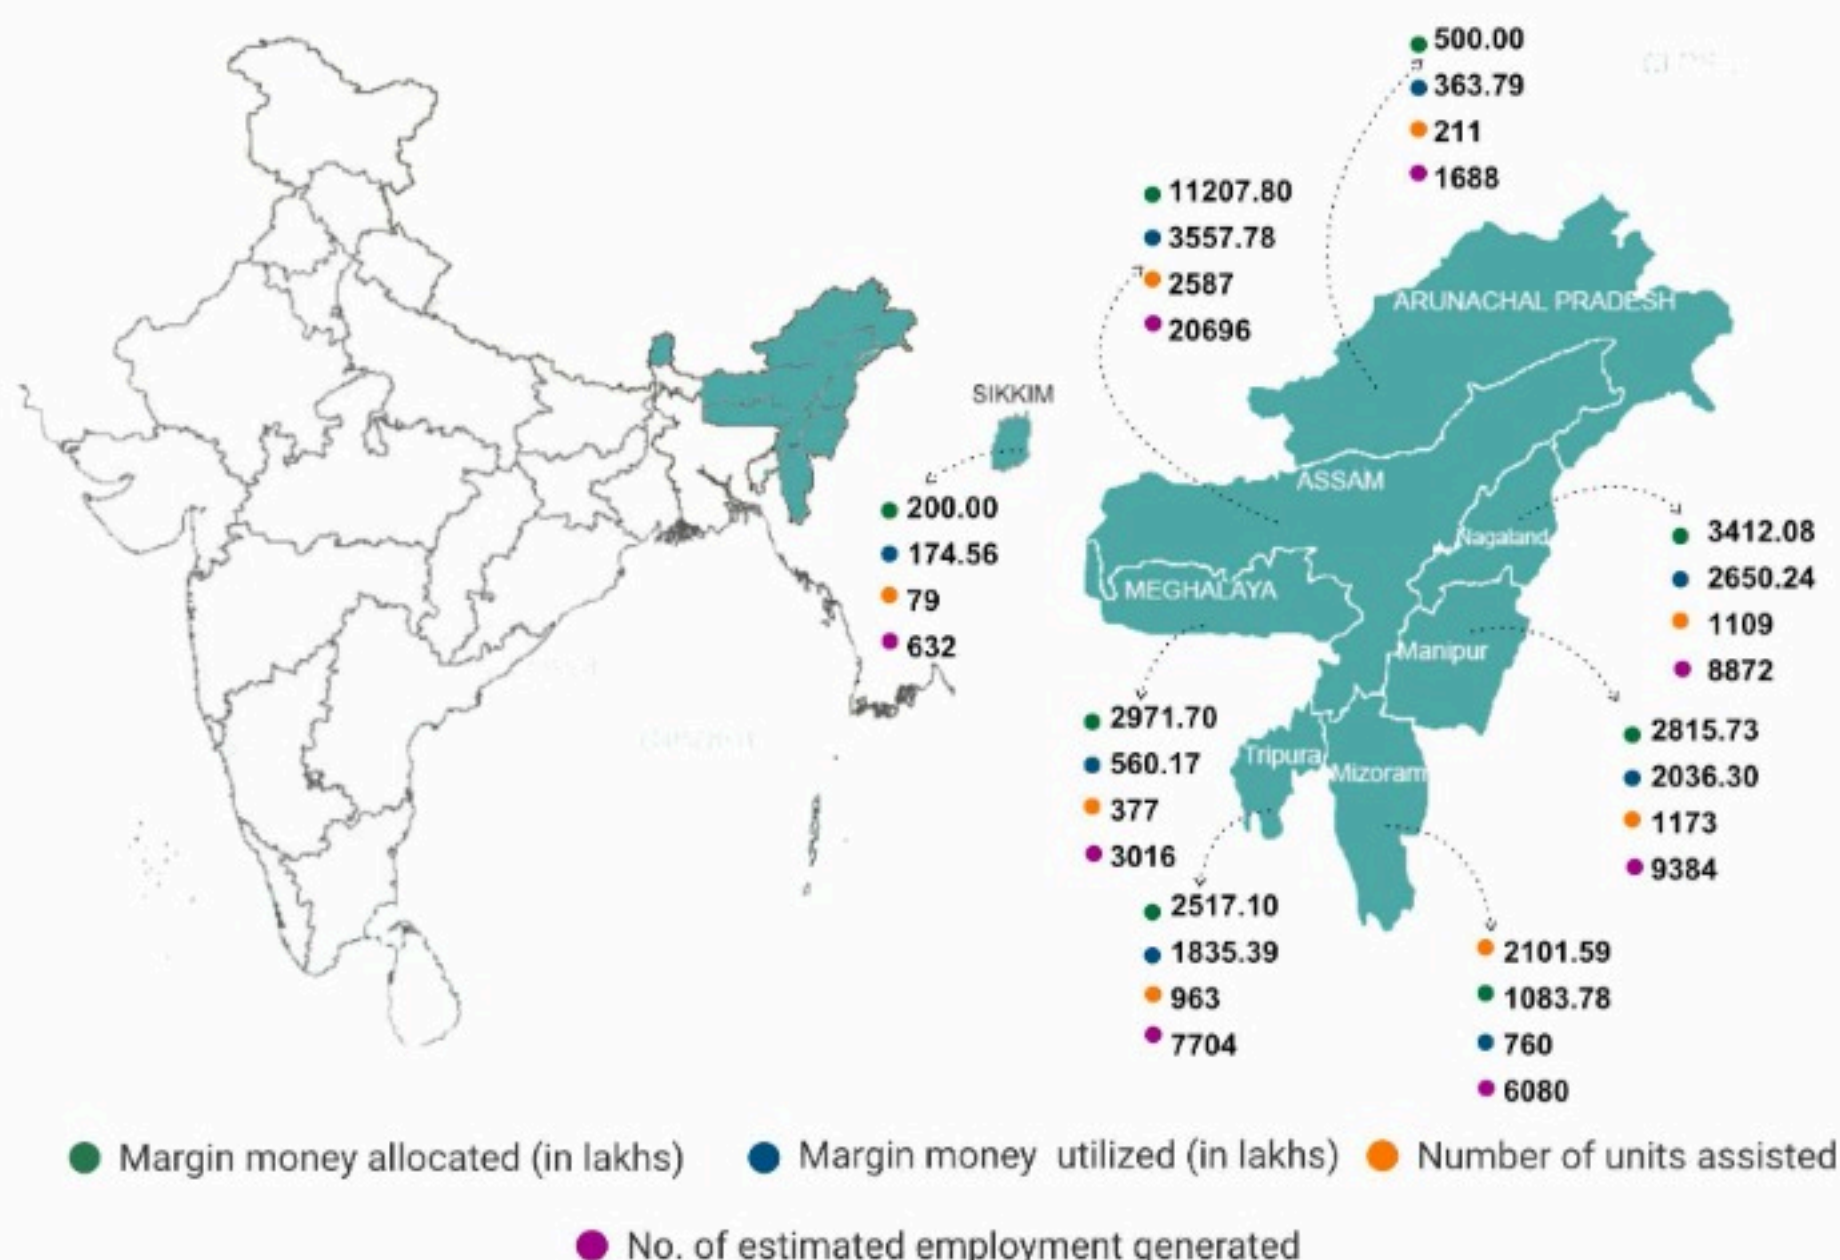 500.00
363.79
211
1688
11207.80
3557.78
2587
20696
ARUNACHAL PRADESH
SIKKIM
200.00
174.56
79
632
ASSAM
Nagaland
3412.08
2650.24
1109
8872
MEGHALAYA
Manipur
2971.70
560.17
377
3016
Tripura
Mizoram
2815.73
2036.30
1173
9384
2517.10
1835.39
963
7704
2101.59
1083.78
760
6080
Margin money allocated (in lakhs)
Margin money utilized (in lakhs)
Number of units assisted
No. of estimated employment generated